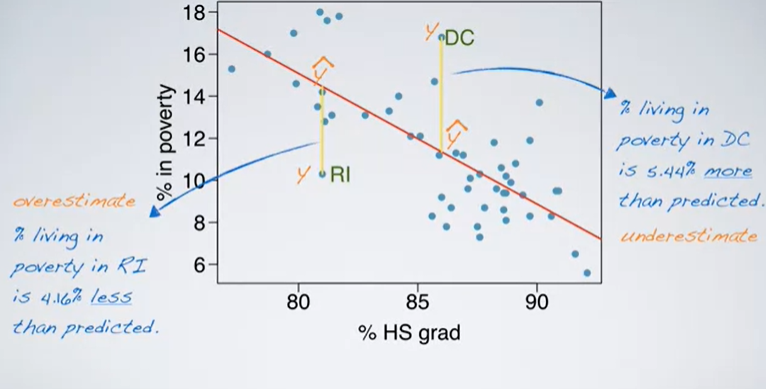 18
16
14
12
10
8
6
% in poverty
80
85
90
% HS grad
ŷ
y
RI
y
DC
ŷ
overestimate
% living in
poverty in RI
is 4.16% less
than predicted.
% living in
poverty in DC
is 5.44% more
than predicted.
underestimate